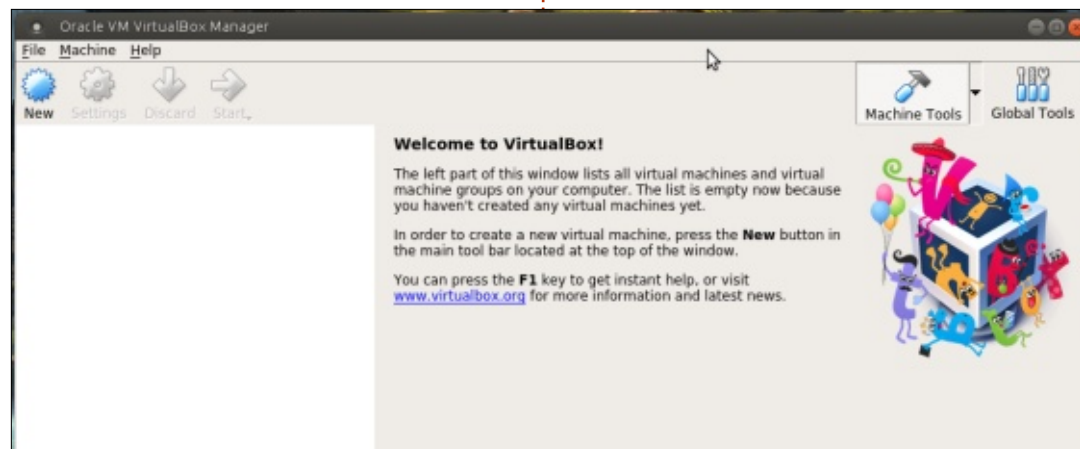 Oracle VM VirtualBox Manager
File Machine Help
New Settings Discard Start
Machine Tools Global Tools
Welcome to VirtualBox!
The left part of this window lists all virtual machines and virtual
machine groups on your computer. The list is empty now because
you haven't created any virtual machines yet.
In order to create a new virtual machine, press the New button in
the main tool bar located at the top of the window.
You can press the F1 key to get instant help, or visit
www.virtualbox.org for more information and latest news.